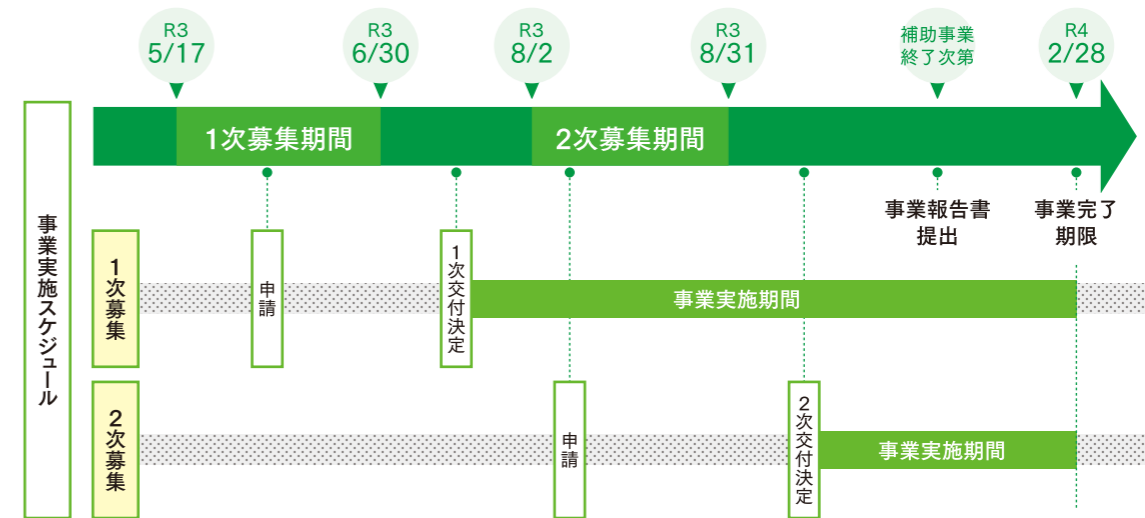 R3
5/17
R3
6/30
R3
8/2
R3
8/31
補助事業
終了次第
R4
2/28
1次募集期間
2次募集期間
事業報告書
提出
事業完了
期限
事業実施スケジュール
1次募集
申請
1次交付決定
事業実施期間
2次募集
申請
2次交付決定
事業実施期間